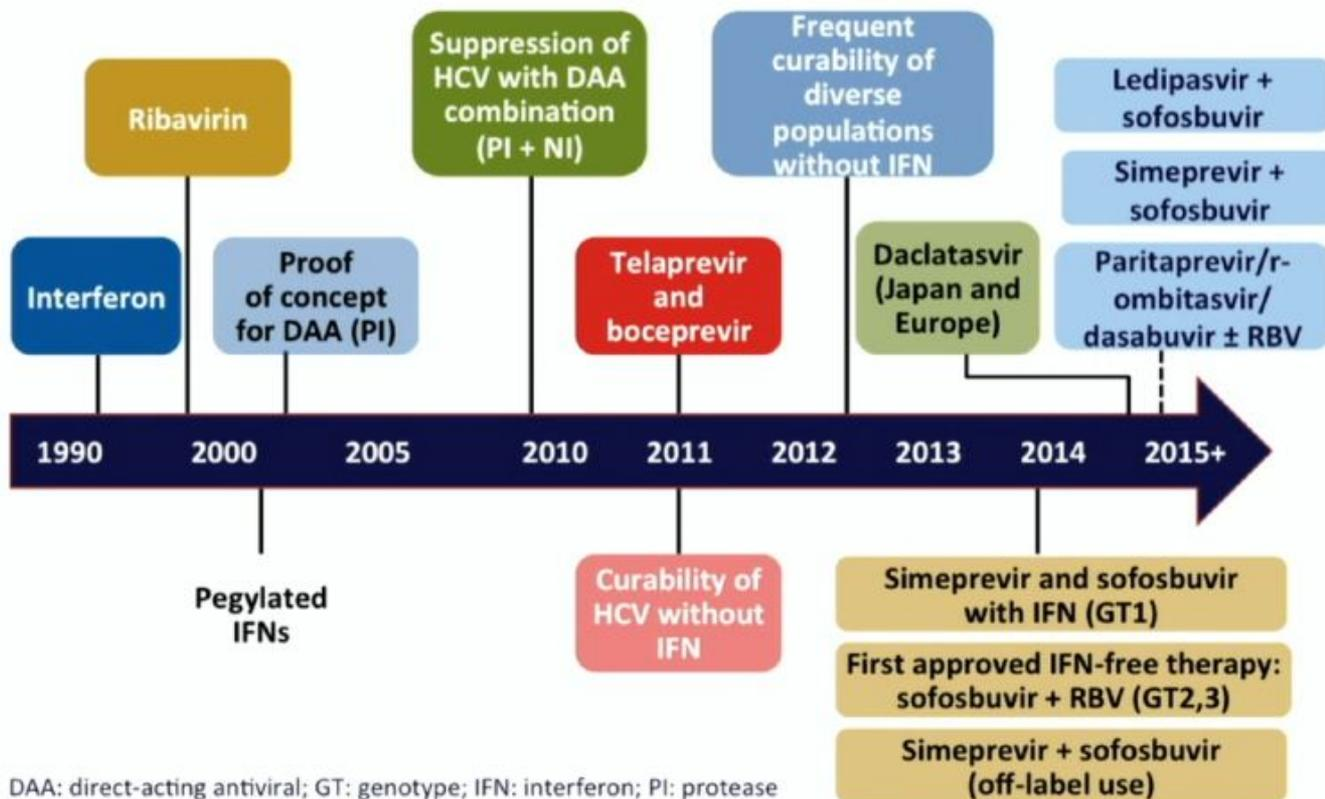 Ribavirin
Suppression of
HCV with DAA
combination
(PI + NI)
Frequent
curability of
diverse
populations
without IFN
Ledipasvir +
sofosbuvir
Simeprevir +
sofosbuvir
Interferon
Proof
of concept
for DAA (PI)
Telaprevir
and
boceprevir
Daclatasvir
(Japan and
Europe)
Paritaprevir/r-
ombitasvir/
dasabuvir ± RBV
1990 2000 2005 2010 2011 2012 2013 2014 2015+
Pegylated
IFNs
Curability of
HCV without
IFN
Simeprevir and sofosbuvir
with IFN (GT1)
First approved IFN-free therapy:
sofosbuvir + RBV (GT2,3)
Simeprevir + sofosbuvir
(off-label use)
DAA: direct-acting antiviral; GT: genotype; IFN: interferon; PI: protease